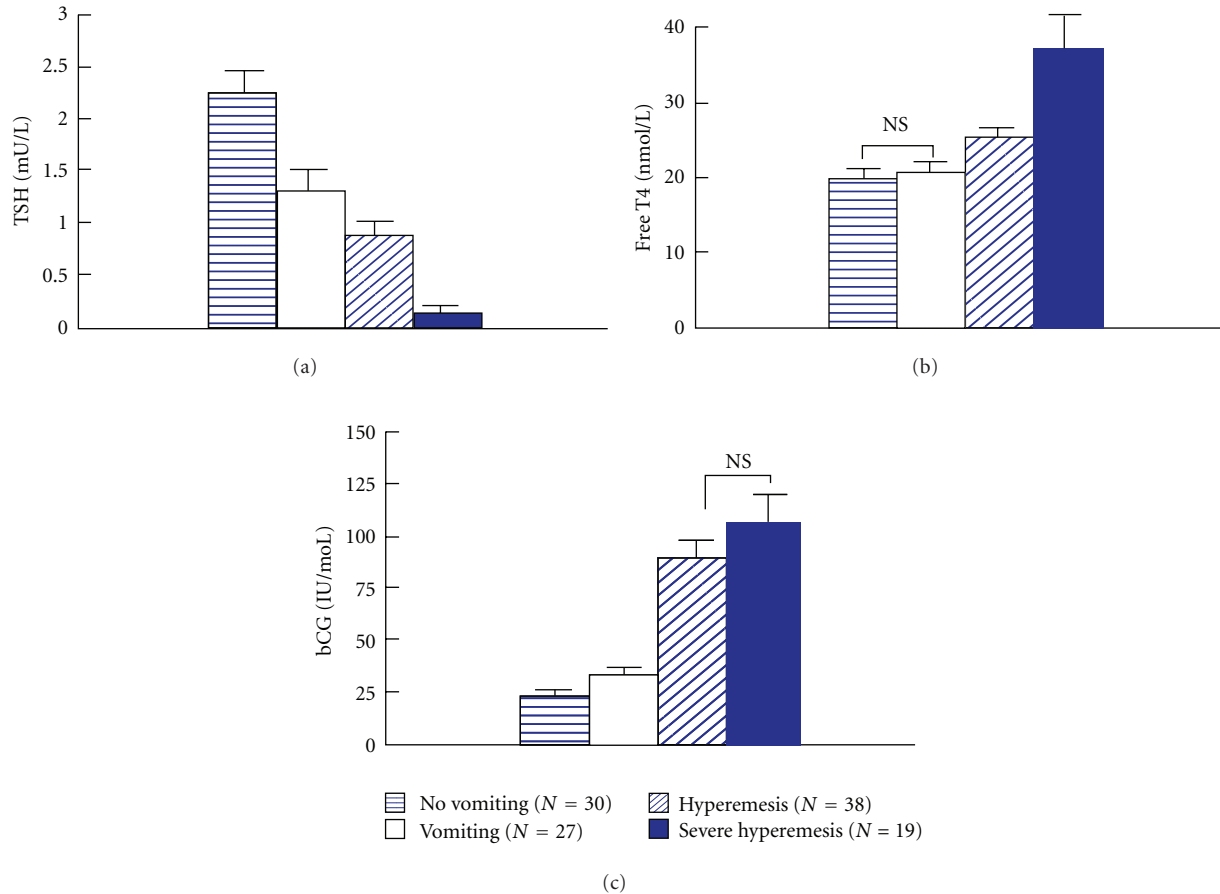 3
2.5
2
1.5
1
0.5
0
TSH (mU/L)
(a)
40
30
20
10
0
Free T4 (nmol/L)
NS
(b)
150
125
100
75
50
25
0
bCG (IU/moL)
NS
No vomiting (N = 30)
Vomiting (N = 27)
Hyperemesis (N = 38)
Severe hyperemesis (N = 19)
(c)